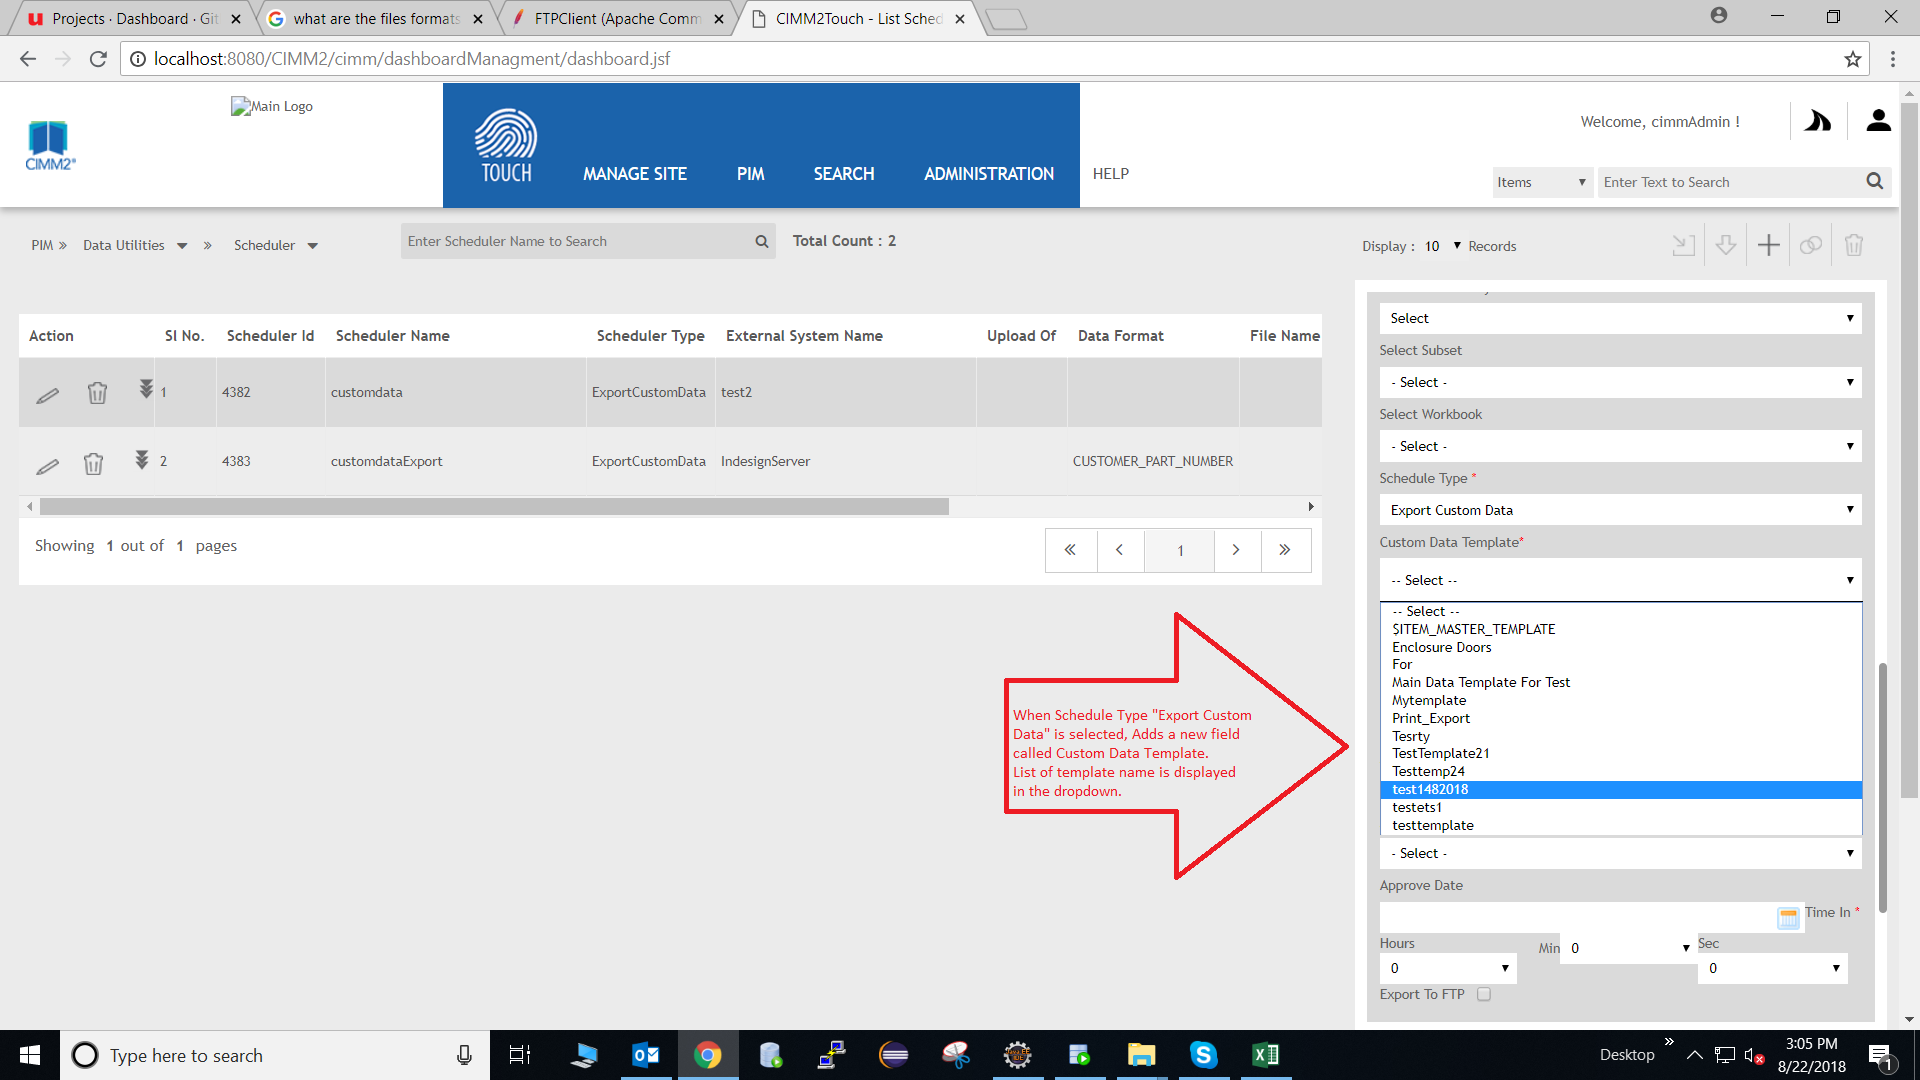 Projects · Dashboard · Git
what are the files formats
FTPClient (Apache Comm
CIMM2Touch - List Sched
localhost:8080/CIMM2/cimm/dashboardManagment/dashboard.jsf
CIMM2®
Main Logo
TOUCH
MANAGE SITE
PIM
SEARCH
ADMINISTRATION
HELP
Welcome, cimmAdmin !
Items
Enter Text to Search
PIM »
Data Utilities
»
Scheduler
Enter Scheduler Name to Search
Total Count : 2
Display : 10 Records
Action Sl No. Scheduler Id Scheduler Name Scheduler Type External System Name Upload Of Data Format File Name
1 4382 customdata ExportCustomData test2
2 4383 customdataExport ExportCustomData IndesignServer CUSTOMER_PART_NUMBER
Showing 1 out of 1 pages
« ‹ 1 › »
When Schedule Type "Export Custom
Data" is selected, Adds a new field
called Custom Data Template.
List of template name is displayed
in the dropdown.
Select
Select Subset
- Select -
Select Workbook
- Select -
Schedule Type *
Export Custom Data
Custom Data Template*
-- Select --
-- Select --
$ITEM_MASTER_TEMPLATE
Enclosure Doors
For
Main Data Template For Test
Mytemplate
Print_Export
Tesrty
TestTemplate21
Testtemp24
test1482018
testets1
testtemplate
- Select -
Approve Date
Time In *
Hours
Min 0
Sec
0
0
Export To FTP
Type here to search
Desktop »
3:05 PM
8/22/2018
1